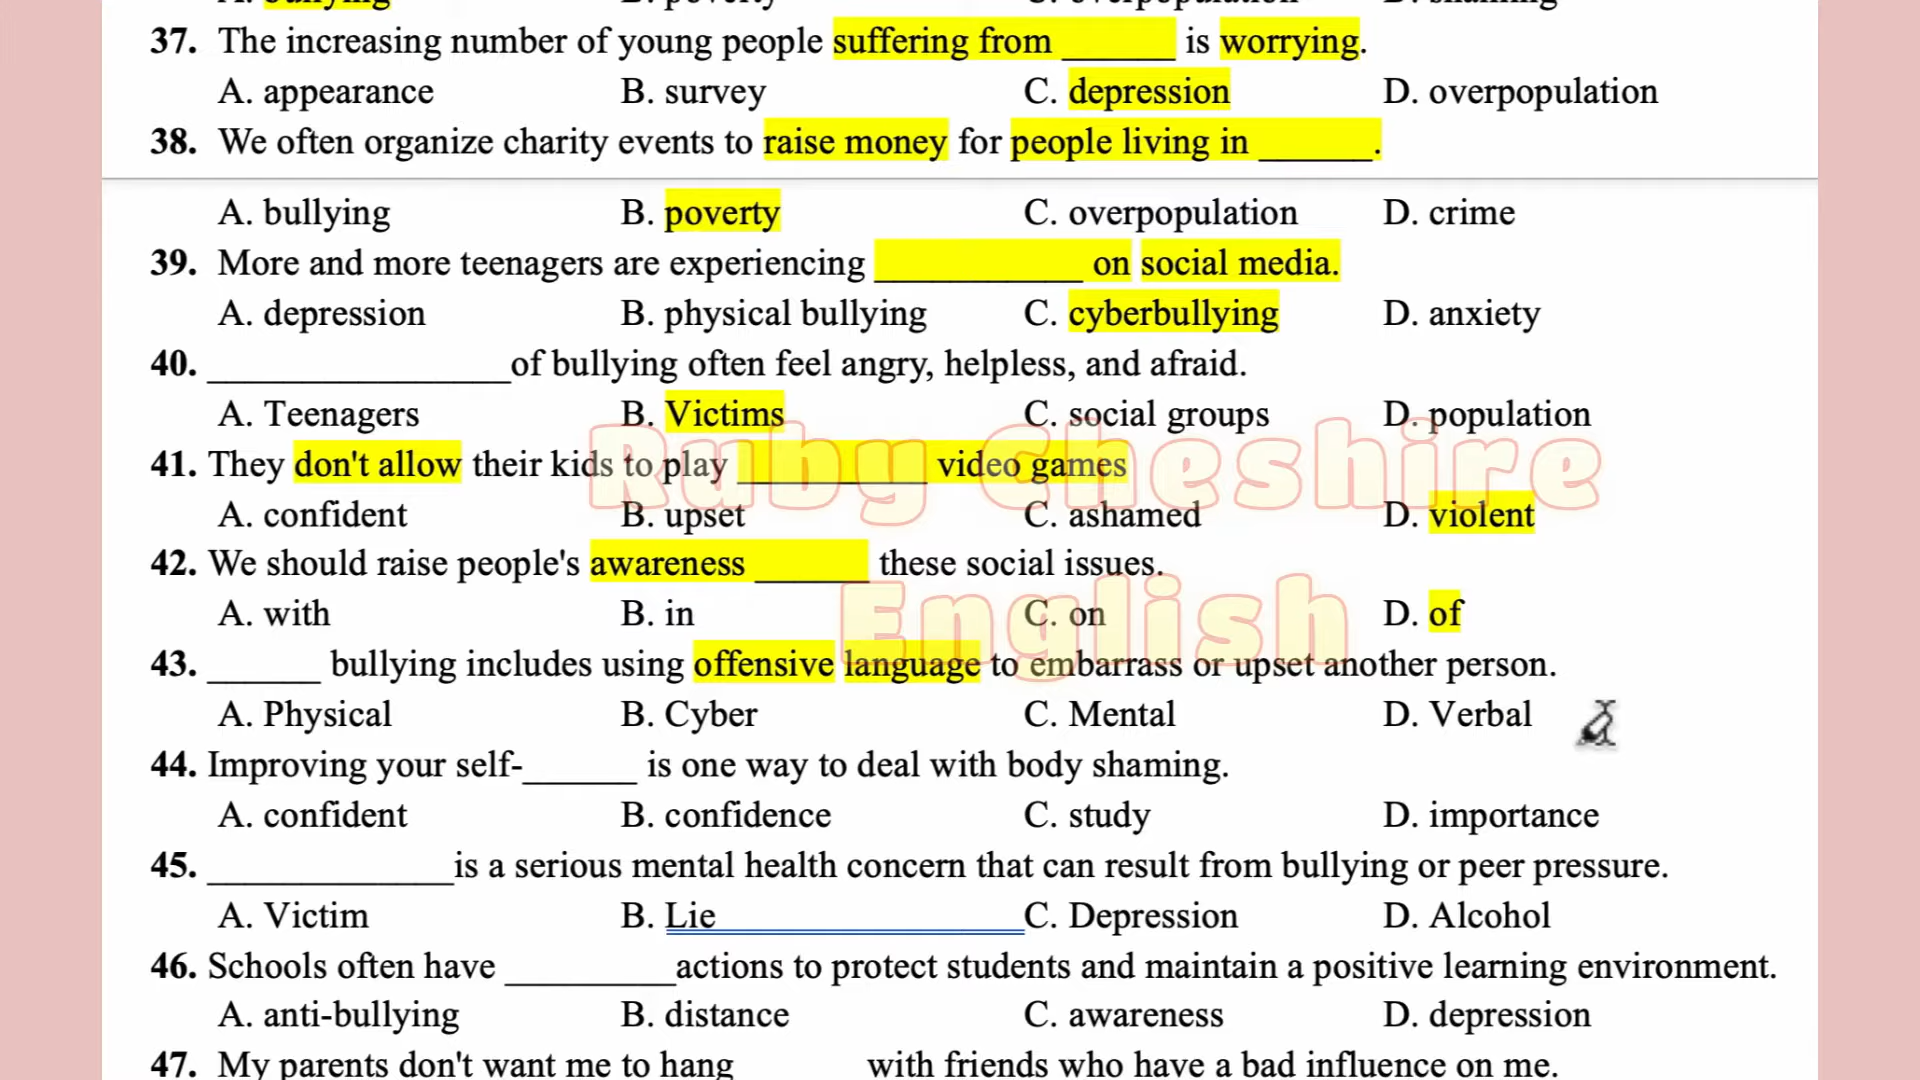 37. The increasing number of young people suffering from ______ is worrying.
A. appearance B. survey C. depression D. overpopulation
38. We often organize charity events to raise money for people living in ______.
A. bullying B. poverty C. overpopulation D. crime
39. More and more teenagers are experiencing ___________ on social media.
A. depression B. physical bullying C. cyberbullying D. anxiety
40. ________________of bullying often feel angry, helpless, and afraid.
A. Teenagers B. Victims C. social groups D. population
41. They don't allow their kids to play __________ video games
A. confident B. upset C. ashamed D. violent
42. We should raise people's awareness ______ these social issues.
A. with B. in C. on D. of
43. ______ bullying includes using offensive language to embarrass or upset another person.
A. Physical B. Cyber C. Mental D. Verbal
44. Improving your self-______ is one way to deal with body shaming.
A. confident B. confidence C. study D. importance
45. _____________is a serious mental health concern that can result from bullying or peer pressure.
A. Victim B. Lie C. Depression D. Alcohol
46. Schools often have _________actions to protect students and maintain a positive learning environment.
A. anti-bullying B. distance C. awareness D. depression
47. My parents don't want me to hang with friends who have a bad influence on me.
Ruby Cheshire
English